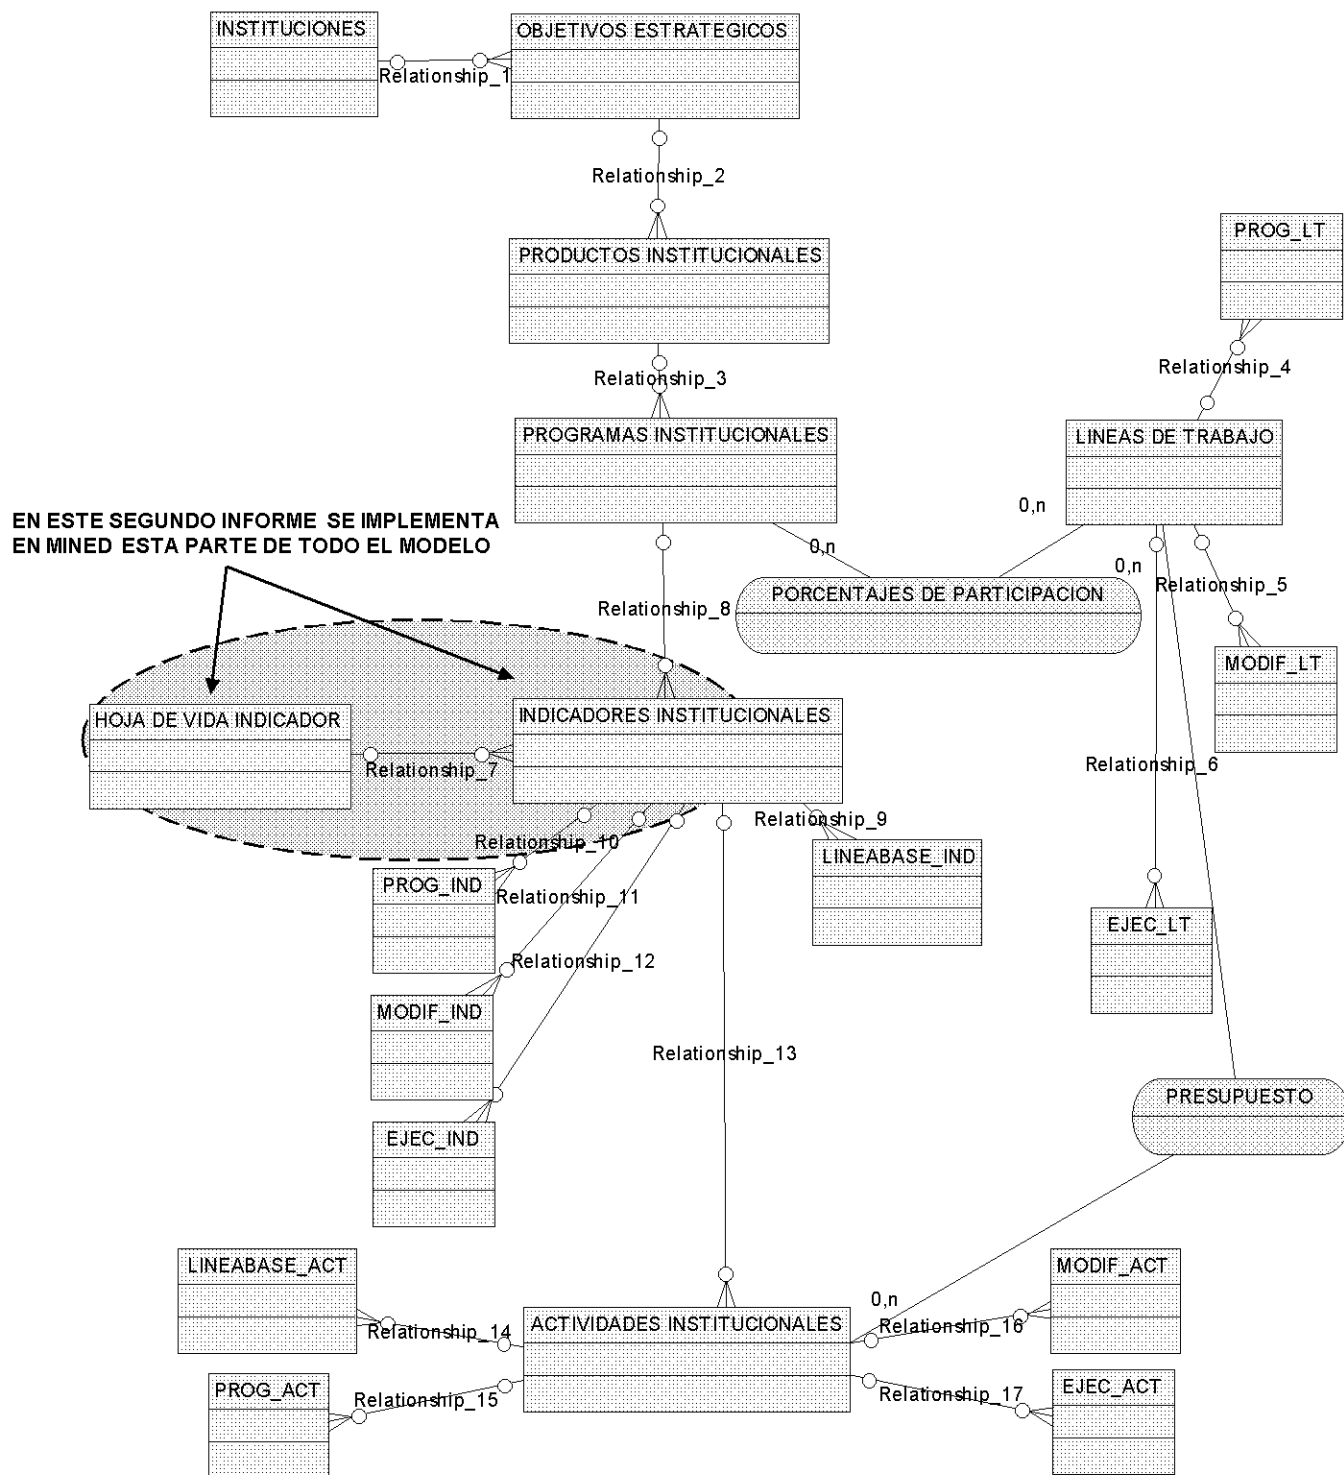 INSTITUCIONES
OBJETIVOS ESTRATEGICOS
Relationship_1
Relationship_2
PROG_LT
PRODUCTOS INSTITUCIONALES
Relationship_4
Relationship_3
PROGRAMAS INSTITUCIONALES
LINEAS DE TRABAJO
0,n
EN ESTE SEGUNDO INFORME SE IMPLEMENTA
EN MINED ESTA PARTE DE TODO EL MODELO
0,n
0,n
Relationship_5
PORCENTAJES DE PARTICIPACION
Relationship_8
MODIF_LT
HOJA DE VIDA INDICADOR
INDICADORES INSTITUCIONALES
Relationship_7
Relationship_6
Relationship_9
Relationship_10
LINEABASE_IND
PROG_IND
Relationship_11
EJEC_LT
Relationship_12
MODIF_IND
Relationship_13
PRESUPUESTO
EJEC_IND
LINEABASE_ACT
MODIF_ACT
0,n
ACTIVIDADES INSTITUCIONALES
Relationship_14
Relationship_16
PROG_ACT
Relationship_15
Relationship_17
EJEC_ACT